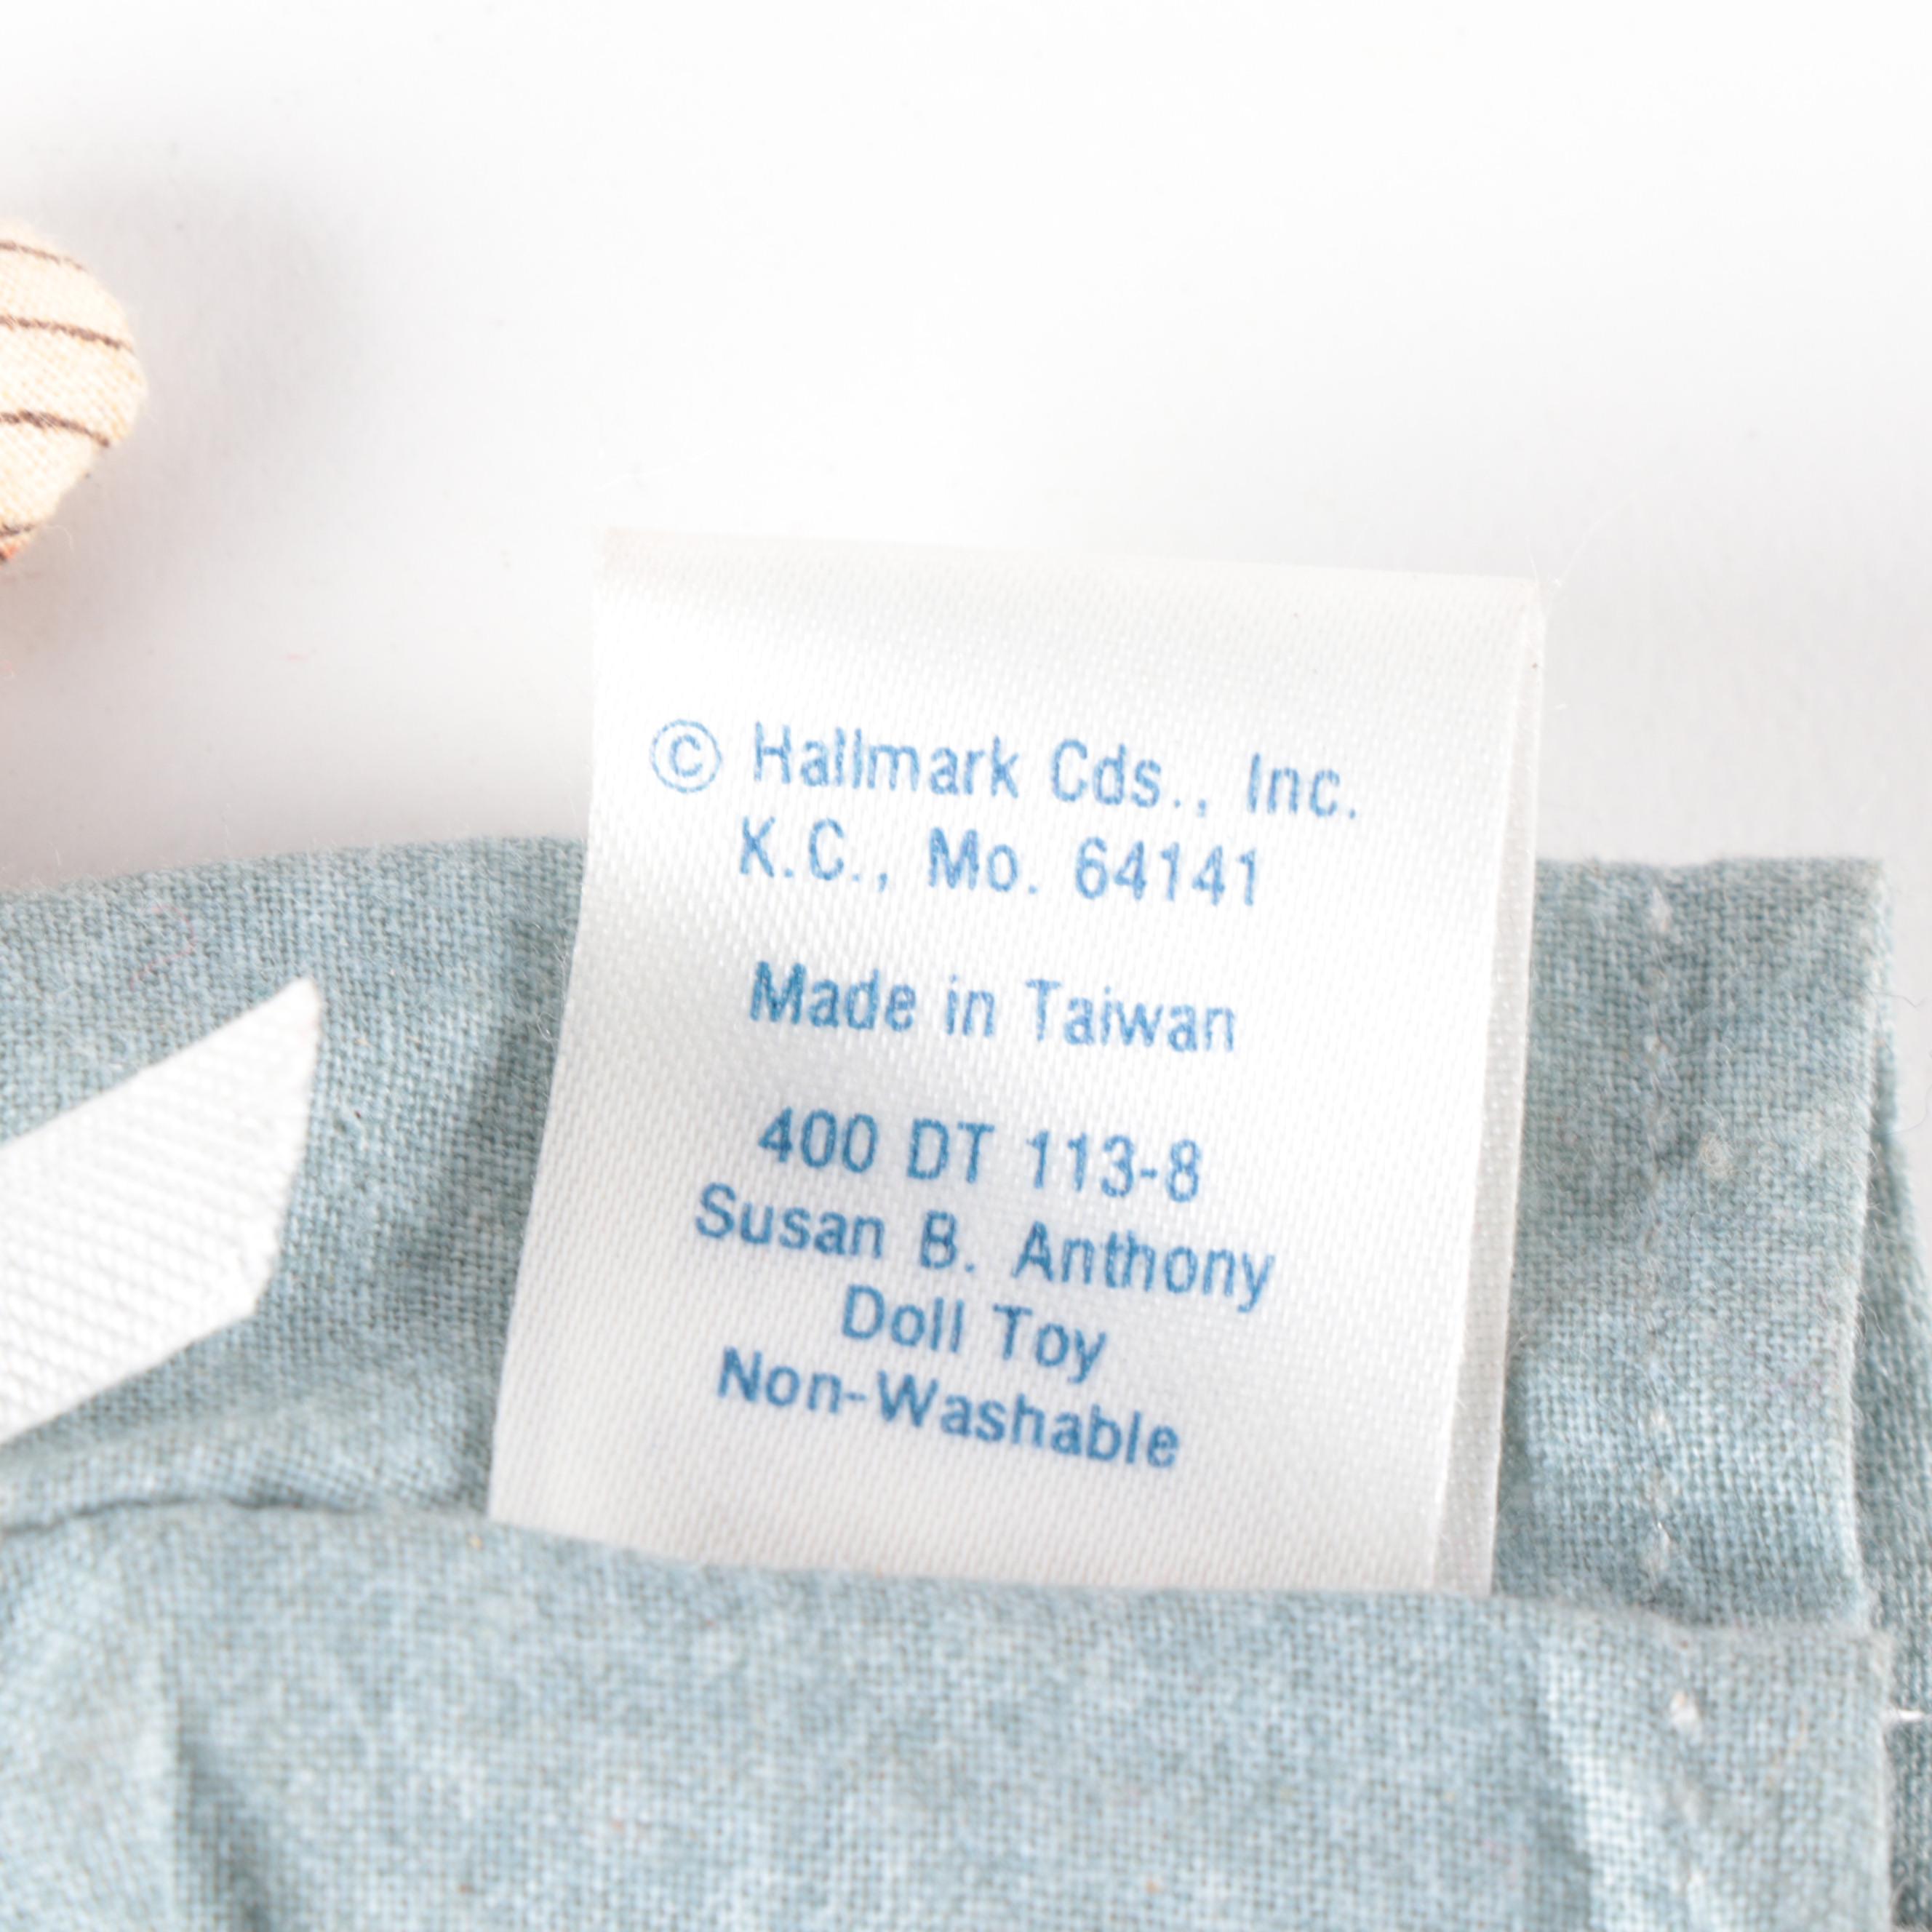 © Hallmark Cds., Inc.
K.C., Mo. 64141
Made in Taiwan
400 DT 113-8
Susan B. Anthony
Doll Toy
Non-Washable